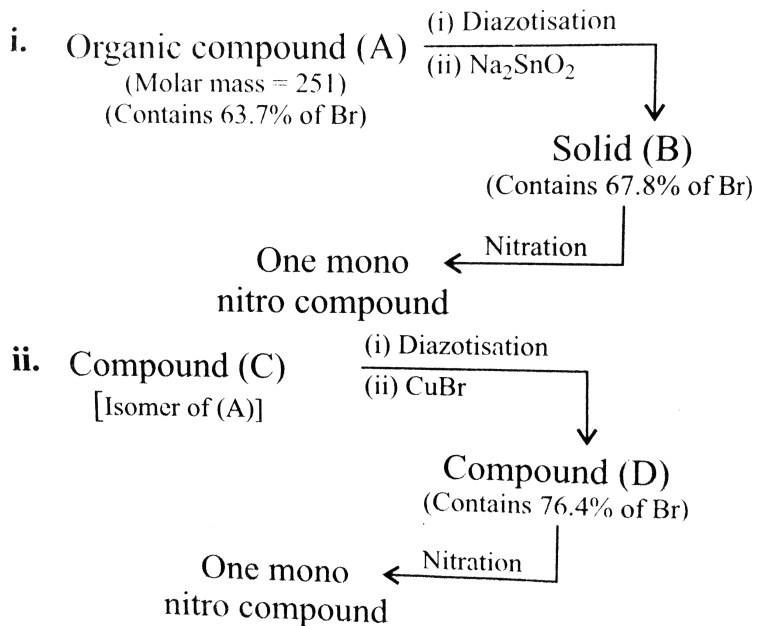 i. Organic compound (A)
(Molar mass = 251)
(Contains 63.7% of Br)
(i) Diazotisation
(ii) Na₂SnO₂
Solid (B)
(Contains 67.8% of Br)
Nitration
One mono
nitro compound
ii. Compound (C)
[Isomer of (A)]
(i) Diazotisation
(ii) CuBr
Compound (D)
(Contains 76.4% of Br)
Nitration
One mono
nitro compound